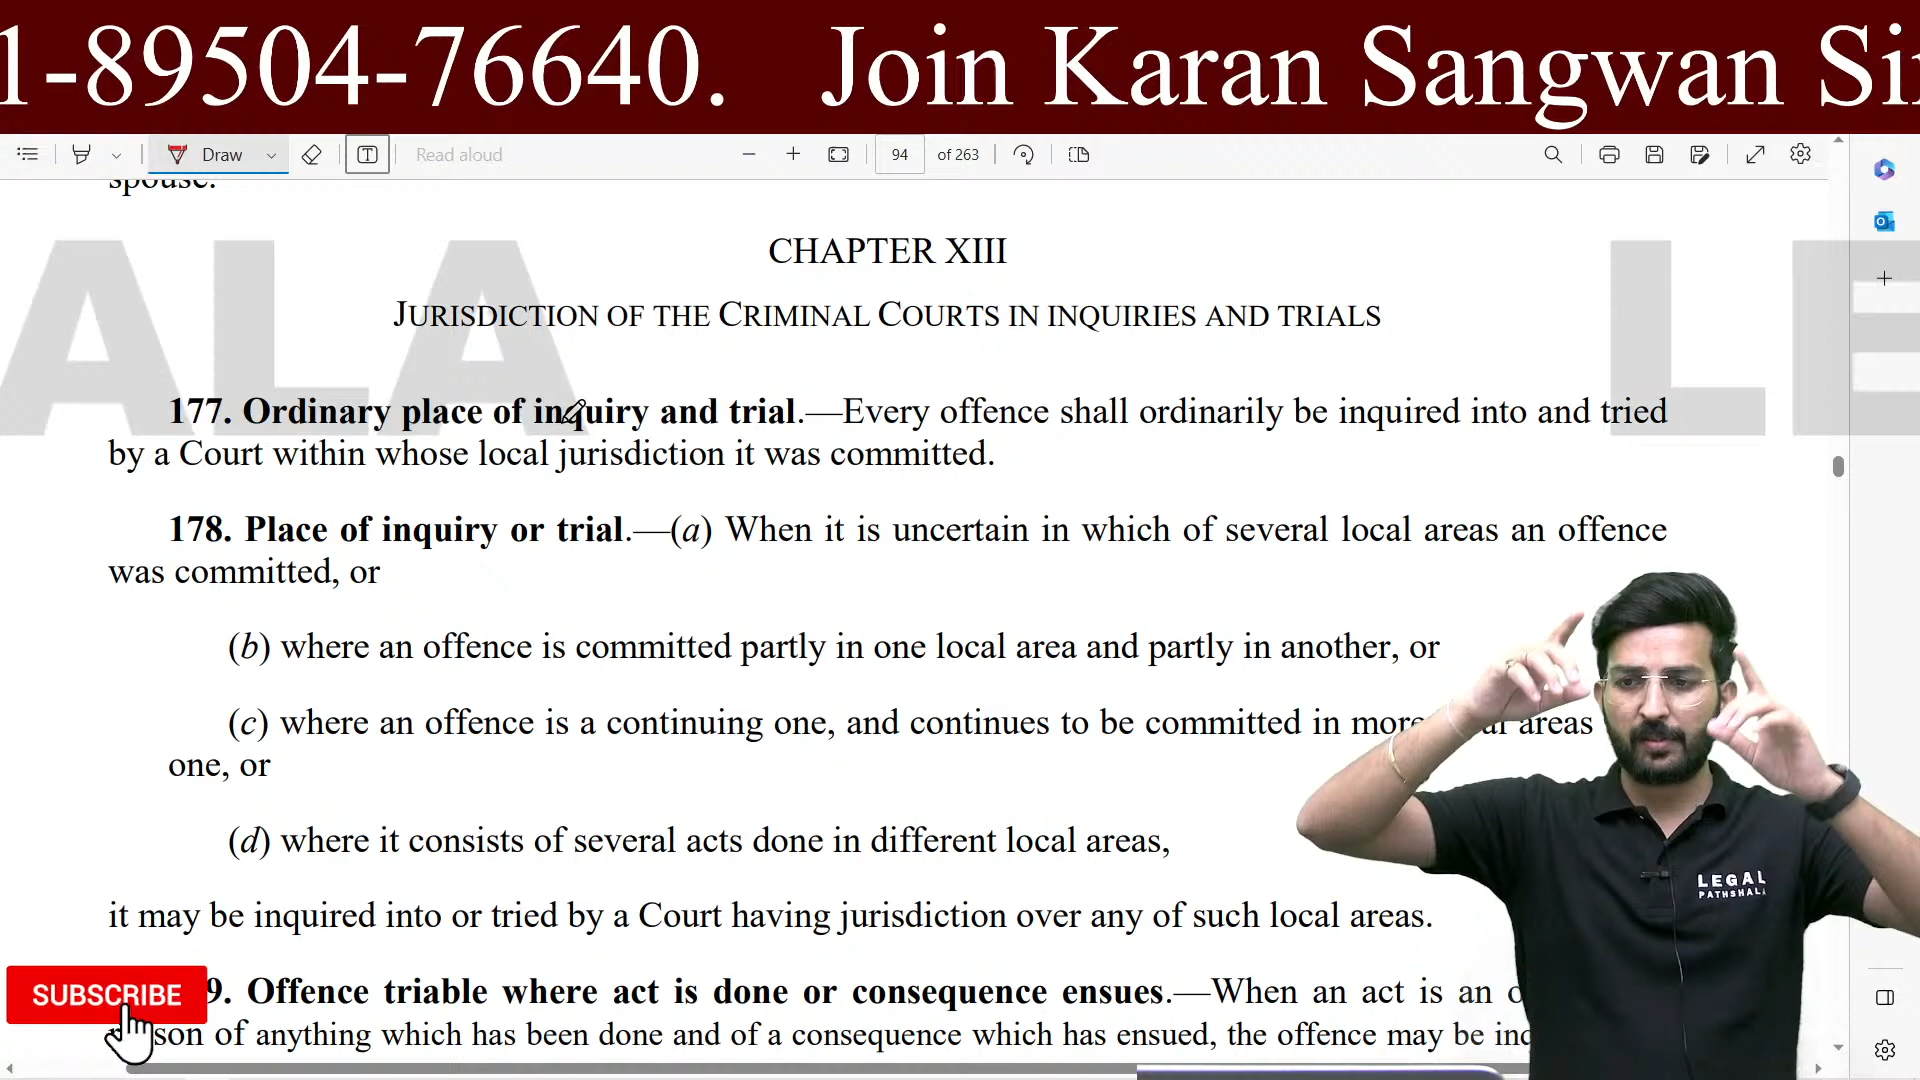 1-89504-76640. Join Karan Sangwan Si
Draw
Read aloud
94 of 263
spouse.
CHAPTER XIII
JURISDICTION OF THE CRIMINAL COURTS IN INQUIRIES AND TRIALS
ALA LE
177. Ordinary place of inquiry and trial.—Every offence shall ordinarily be inquired into and tried
by a Court within whose local jurisdiction it was committed.
178. Place of inquiry or trial.—(a) When it is uncertain in which of several local areas an offence
was committed, or
(b) where an offence is committed partly in one local area and partly in another, or
(c) where an offence is a continuing one, and continues to be committed in more areas
one, or
(d) where it consists of several acts done in different local areas,
it may be inquired into or tried by a Court having jurisdiction over any of such local areas.
9. Offence triable where act is done or consequence ensues.—When an act is an
son of anything which has been done and of a consequence which has ensued, the offence may be inq
SUBSCRIBE
LEGAL
PATHSHALA